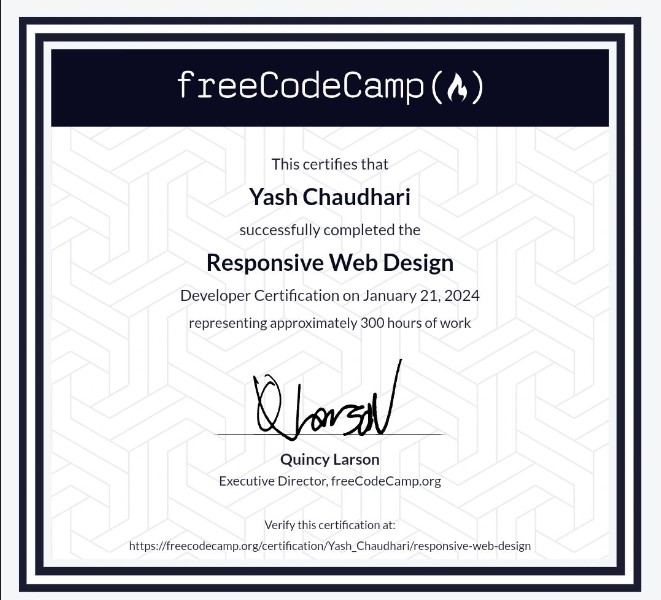 freeCodeCamp(🔥)
This certifies that
Yash Chaudhari
successfully completed the
Responsive Web Design
Developer Certification on January 21, 2024
representing approximately 300 hours of work
Quincy Larson
Executive Director, freeCodeCamp.org
Verify this certification at:
https://freecodecamp.org/certification/Yash_Chaudhari/responsive-web-design